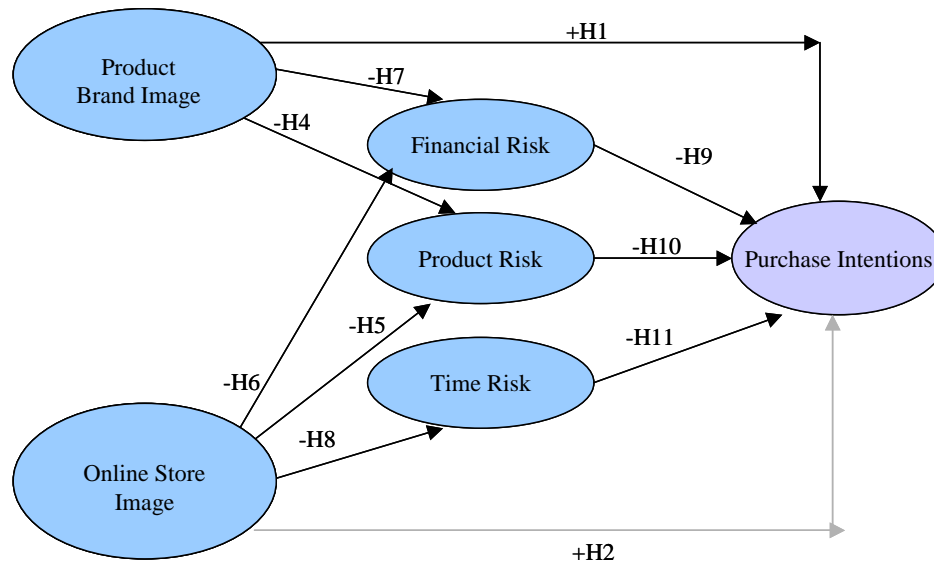 +H1
Product
Brand Image
-H7
-H4
Financial Risk
-H9
Product Risk
-H10
Purchase Intentions
-H5
-H11
-H6
Time Risk
-H8
Online Store
Image
+H2